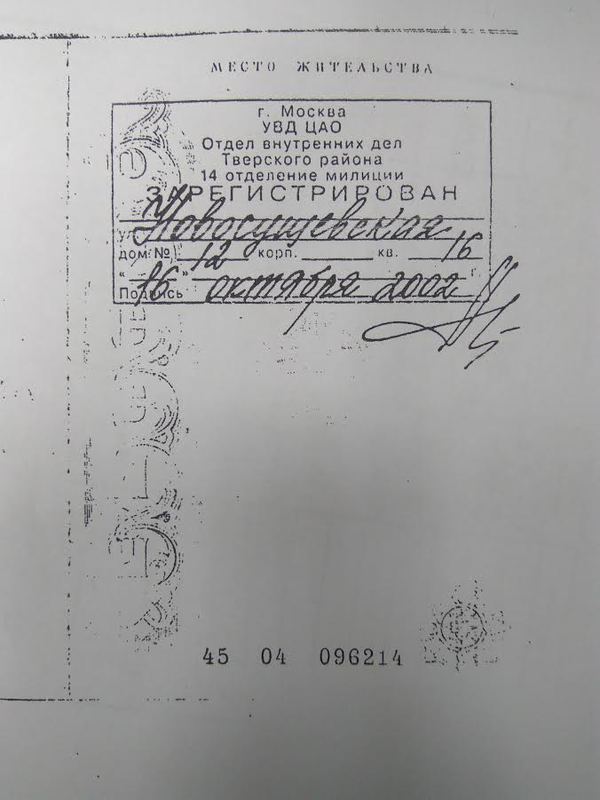 МЕСТО ЖИТЕЛЬСТВА
г. Москва
УВД ЦАО
Отдел внутренних дел
Тверского района
14 отделение милиции
ЗАРЕГИСТРИРОВАН
ул. Новосущевская
дом № 12 корп. кв. 16
"16" октября 2002 г.
Подпись
45 04 096214